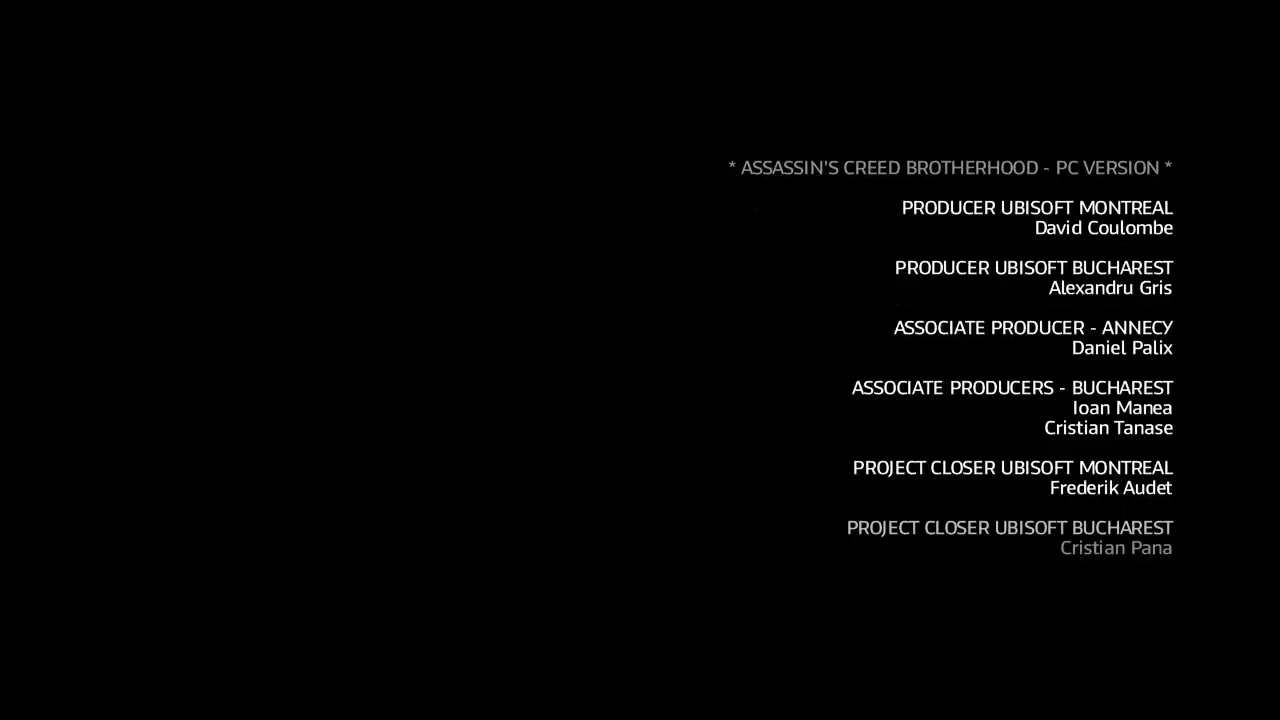 * ASSASSIN'S CREED BROTHERHOOD - PC VERSION *
PRODUCER UBISOFT MONTREAL
David Coulombe
PRODUCER UBISOFT BUCHAREST
Alexandru Gris
ASSOCIATE PRODUCER - ANNECY
Daniel Palix
ASSOCIATE PRODUCERS - BUCHAREST
Ioan Manea
Cristian Tanase
PROJECT CLOSER UBISOFT MONTREAL
Frederik Audet
PROJECT CLOSER UBISOFT BUCHAREST
Cristian Pana